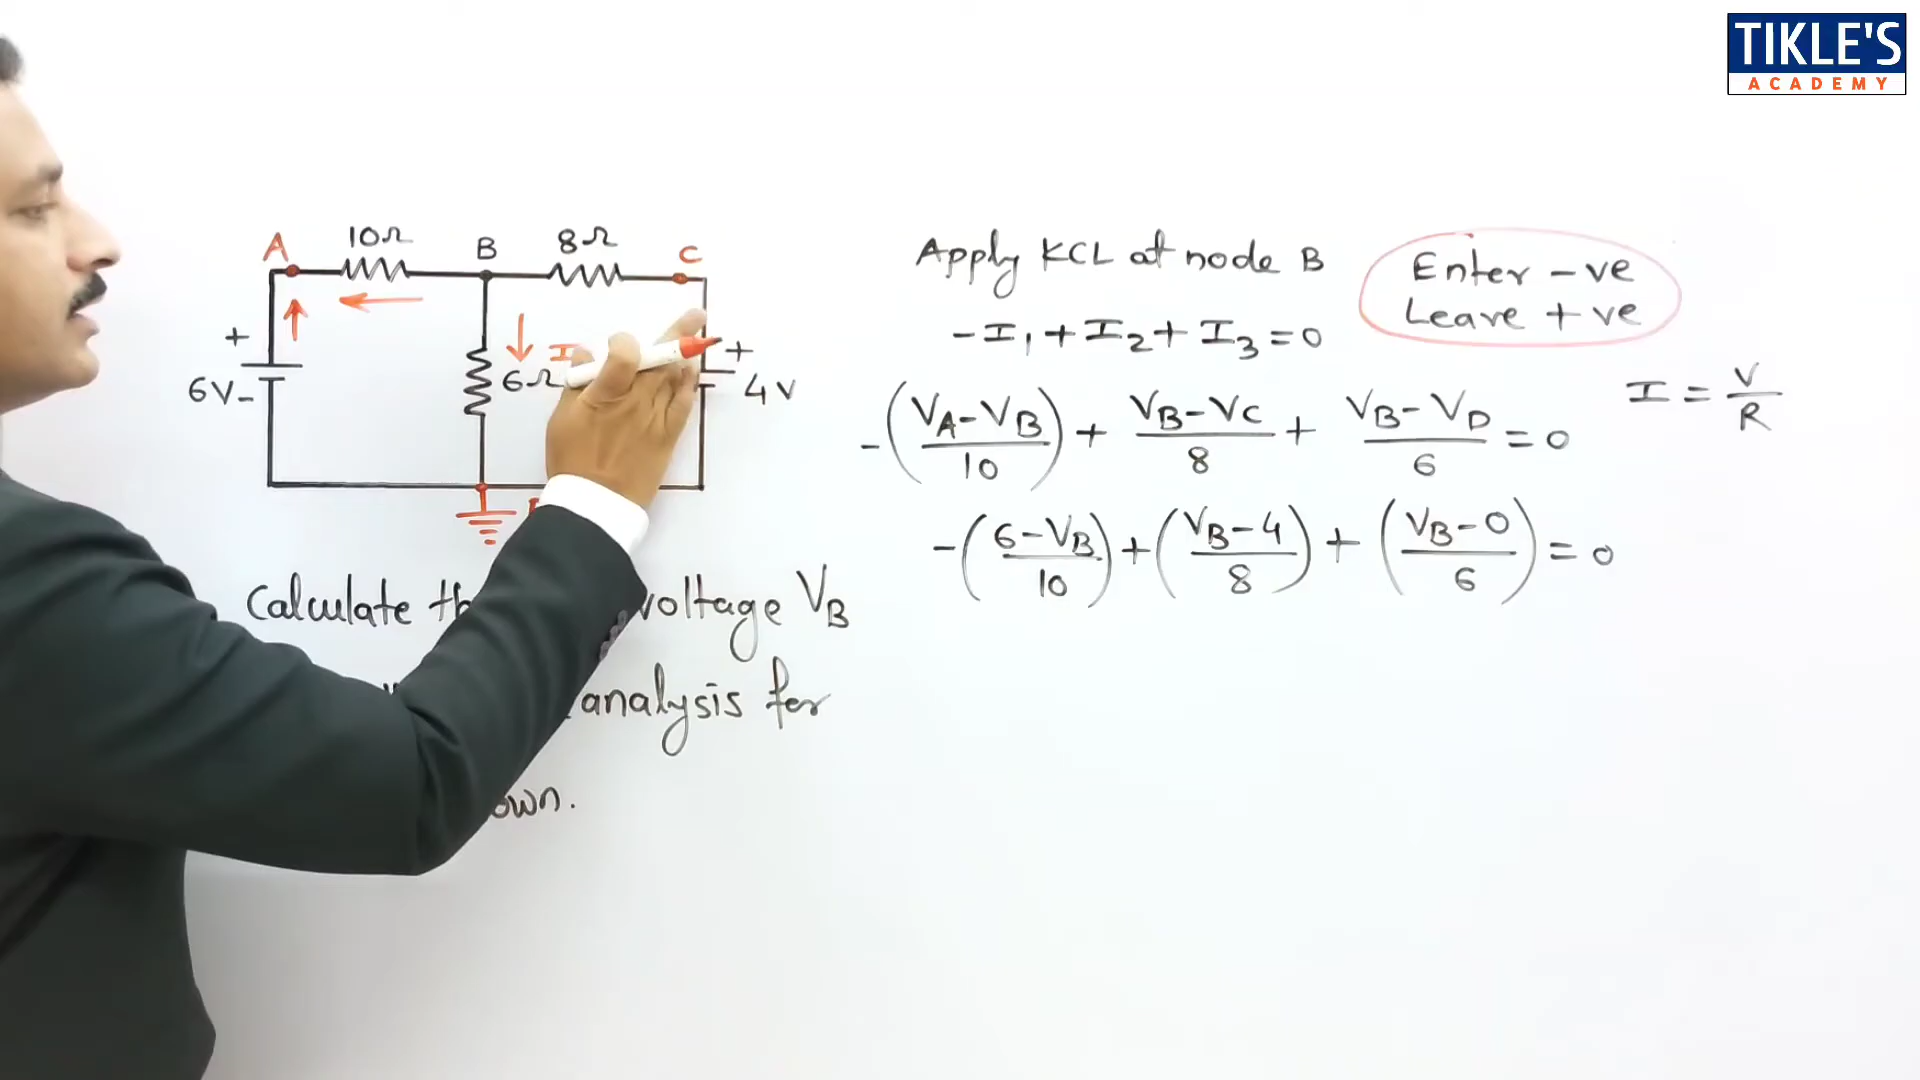 TIKLE'S
ACADEMY
A 10Ω B 8Ω C
+ 6V -
6Ω
+ 4V
Calculate voltage VB
analysis for
Apply KCL at node B
Enter -ve
Leave +ve
-I1 + I2 + I3 = 0
I = V/R
-(VA-VB/10) + VB-VC/8 + VB-VD/6 = 0
-(6-VB/10) + (VB-4/8) + (VB-0/6) = 0